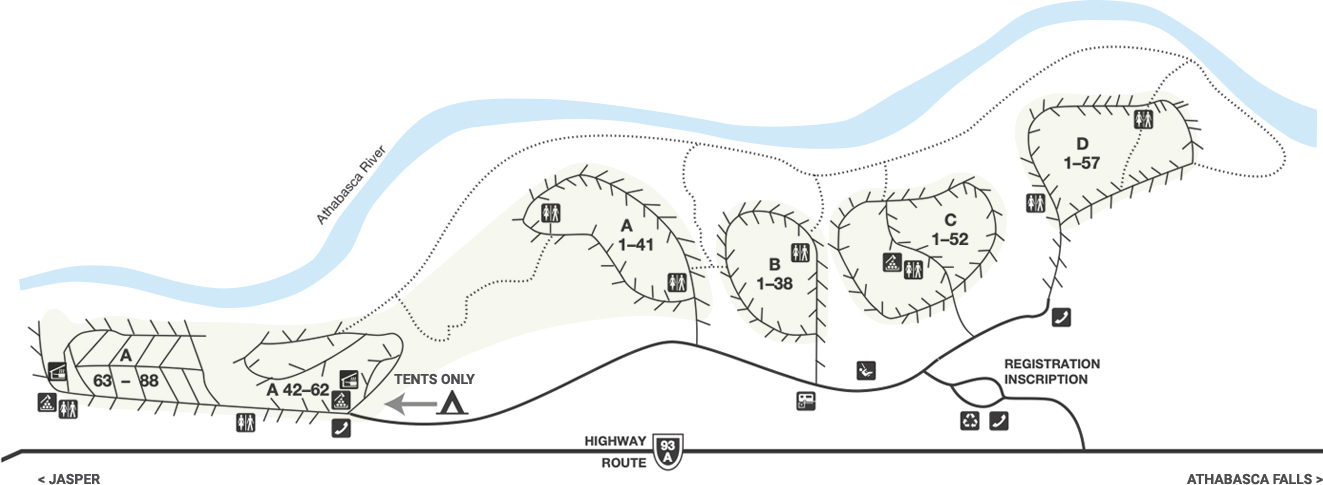 Athabasca River
D
1–57
C
1–52
A
1–41
B
1–38
A
63 – 88
A 42–62
TENTS ONLY
REGISTRATION
INSCRIPTION
HIGHWAY
93
A
ROUTE
< JASPER
ATHABASCA FALLS >